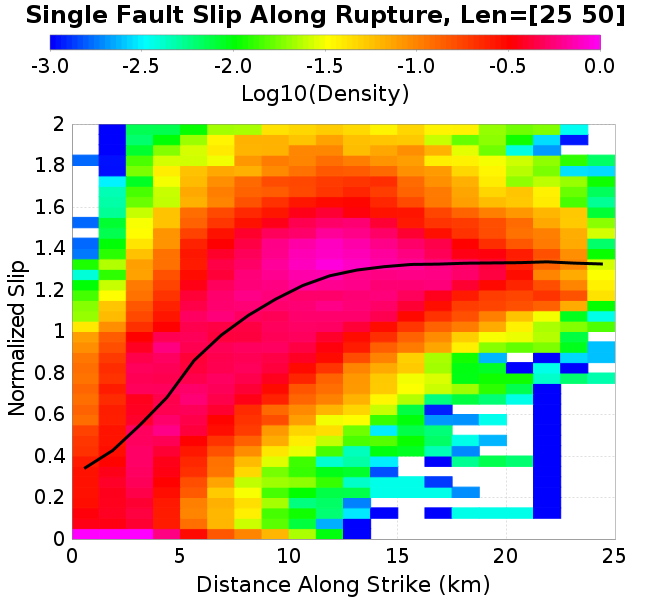 Single Fault Slip Along Rupture, Len=[25 50]
-3.0 -2.5 -2.0 -1.5 -1.0 -0.5 0.0
Log10(Density)
2
1.8
1.6
1.4
1.2
1
0.8
0.6
0.4
0.2
0
Normalized Slip
0 5 10 15 20 25
Distance Along Strike (km)